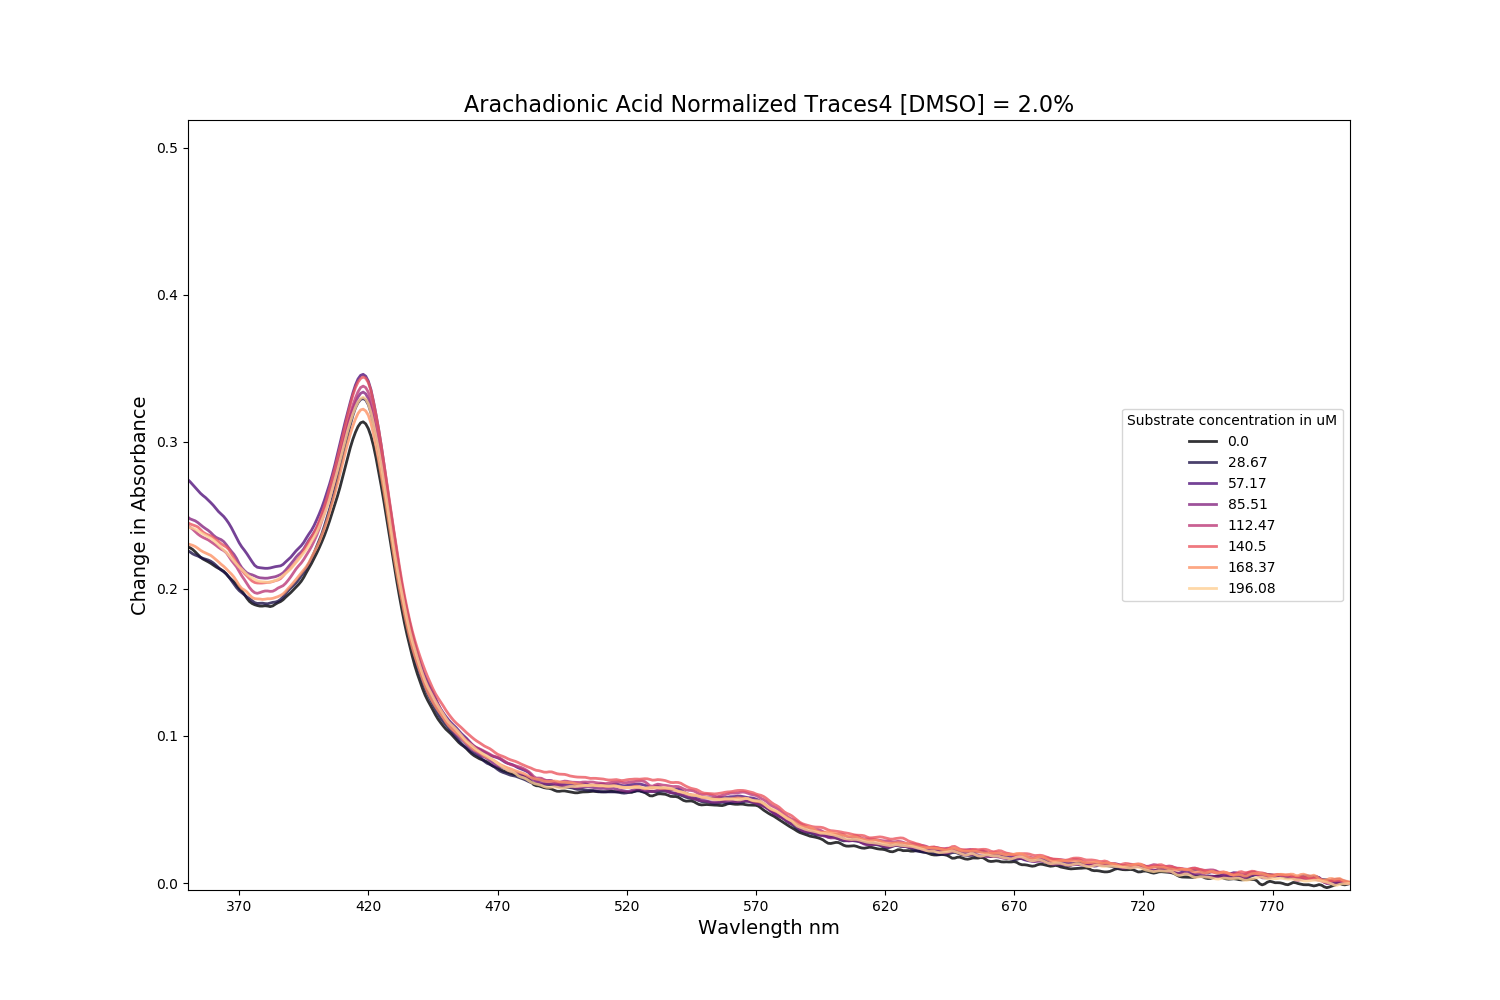 Arachadionic Acid Normalized Traces4 [DMSO] = 2.0%
0.5
0.4
0.3
0.2
0.1
0.0
Change in Absorbance
Substrate concentration in uM
0.0
28.67
57.17
85.51
112.47
140.5
168.37
196.08
370 420 470 520 570 620 670 720 770
Wavlength nm